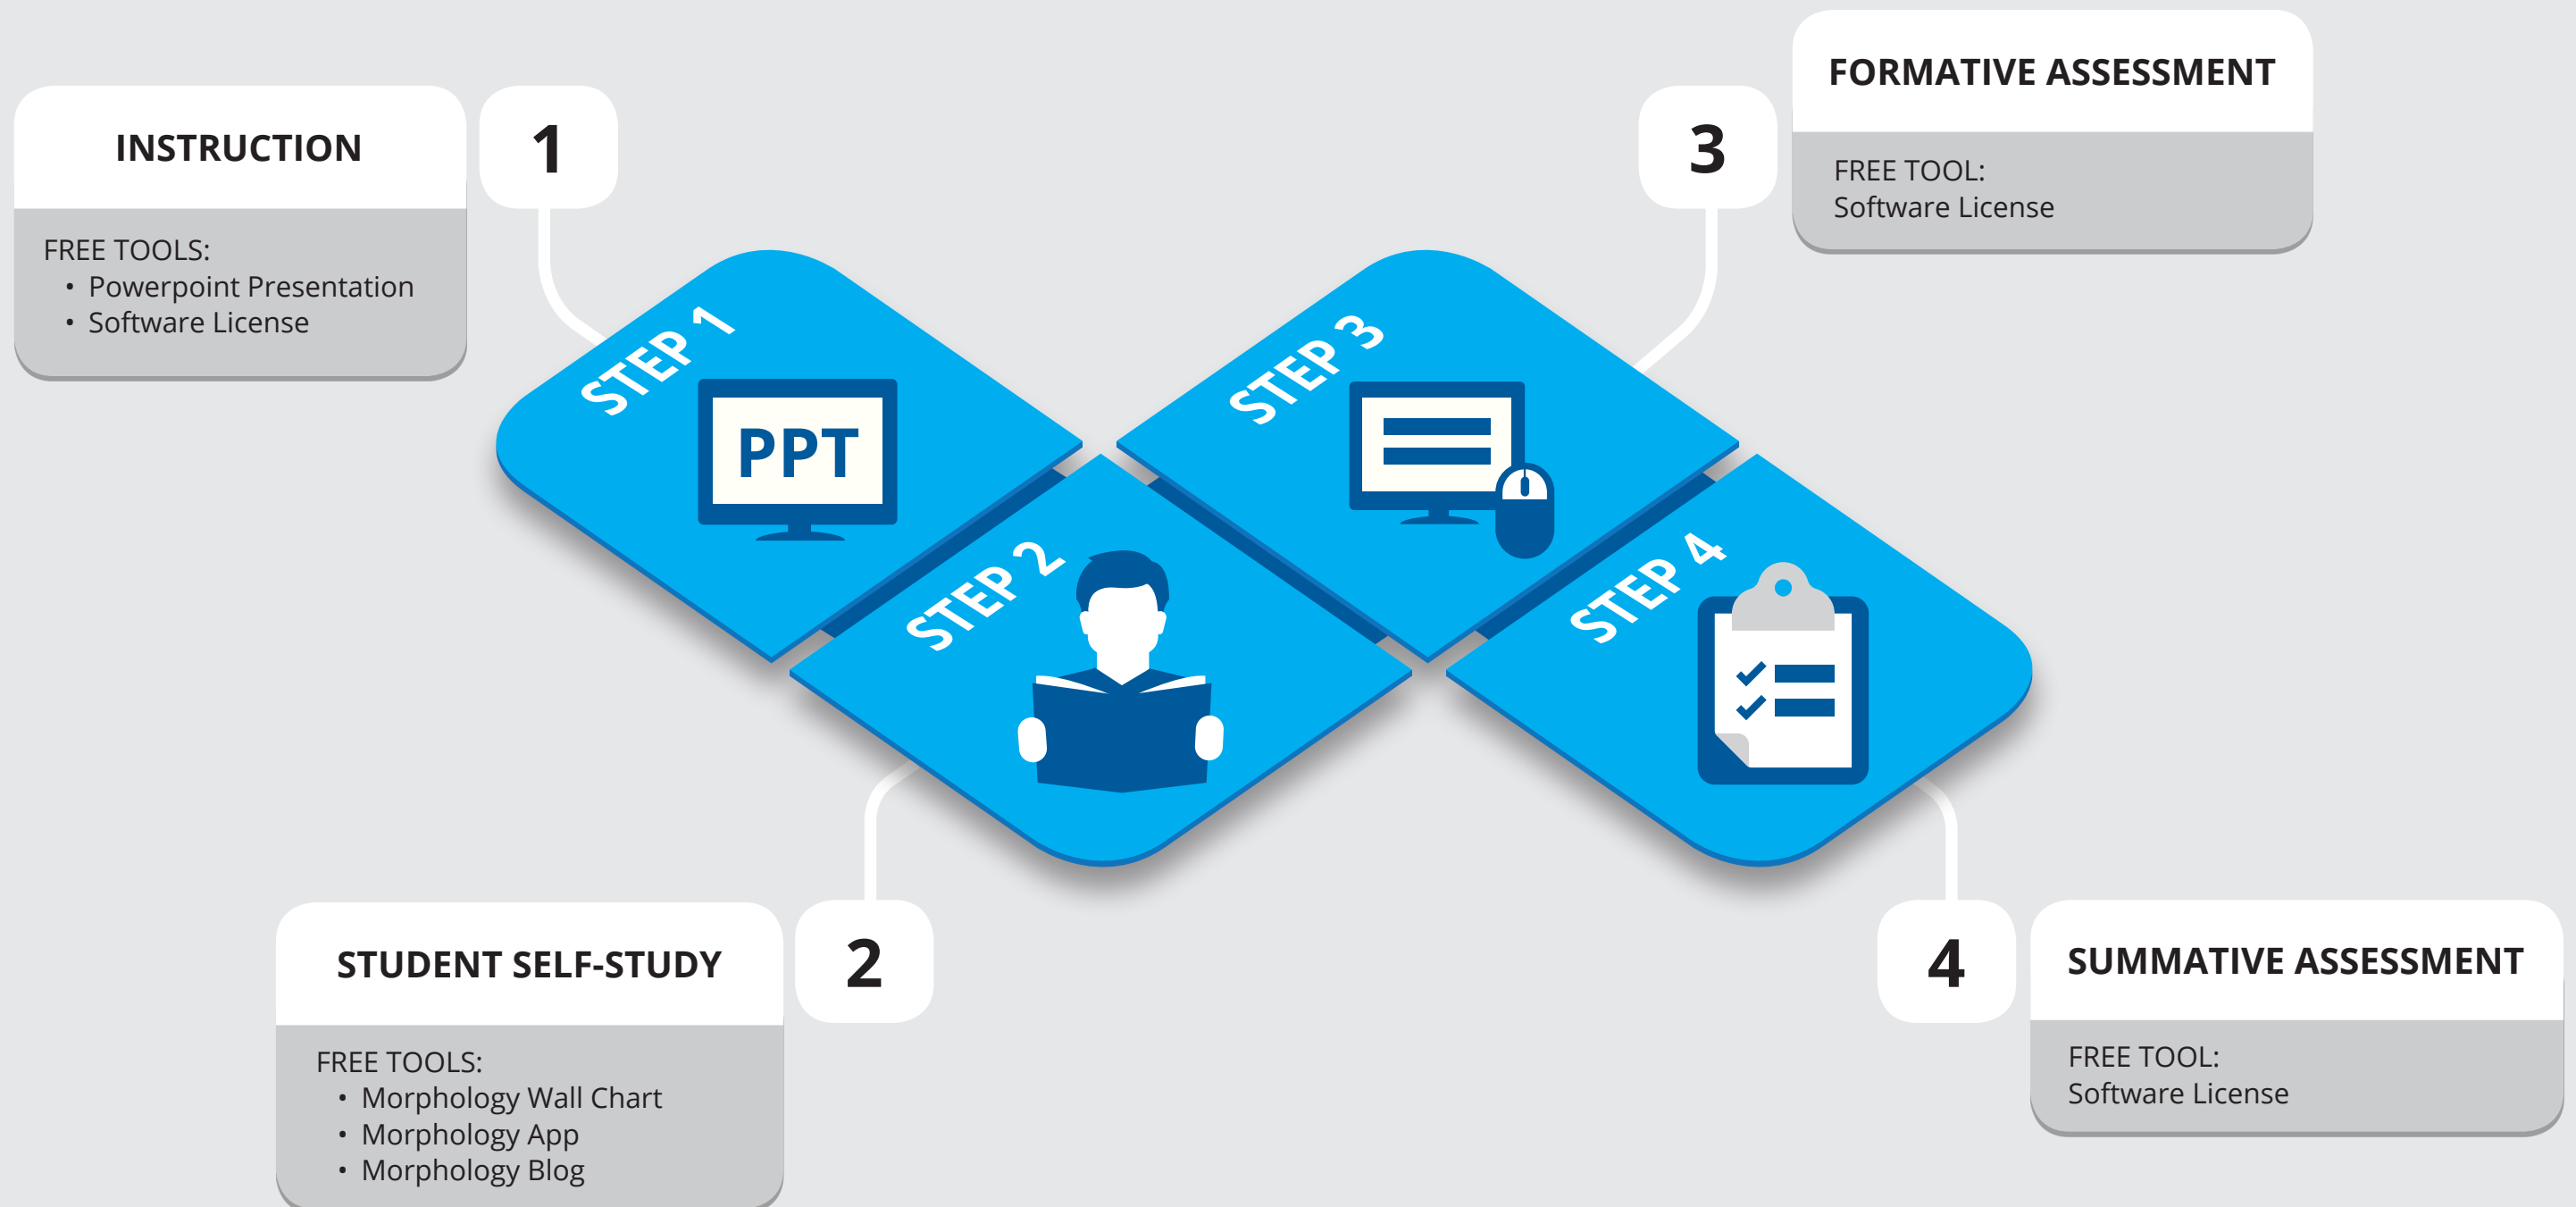 INSTRUCTION
1
FREE TOOLS:
• Powerpoint Presentation
• Software License
STEP 1
PPT
STUDENT SELF-STUDY
2
FREE TOOLS:
• Morphology Wall Chart
• Morphology App
• Morphology Blog
STEP 2
3
FORMATIVE ASSESSMENT
FREE TOOL:
Software License
STEP 3
4
SUMMATIVE ASSESSMENT
FREE TOOL:
Software License
STEP 4